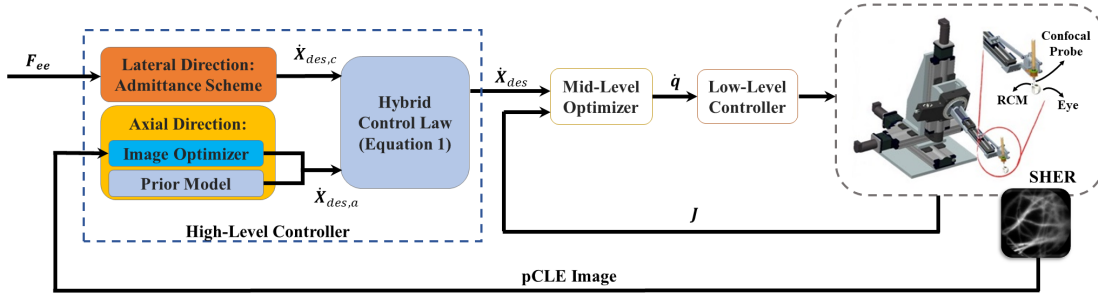 F_ee
Lateral Direction:
Admittance Scheme
Ẋ_des,c
Axial Direction:
Image Optimizer
Prior Model
Ẋ_des,a
Hybrid
Control Law
(Equation 1)
High-Level Controller
Ẋ_des
Mid-Level
Optimizer
q̇
Low-Level
Controller
J
Confocal
Probe
RCM
Eye
SHER
pCLE Image